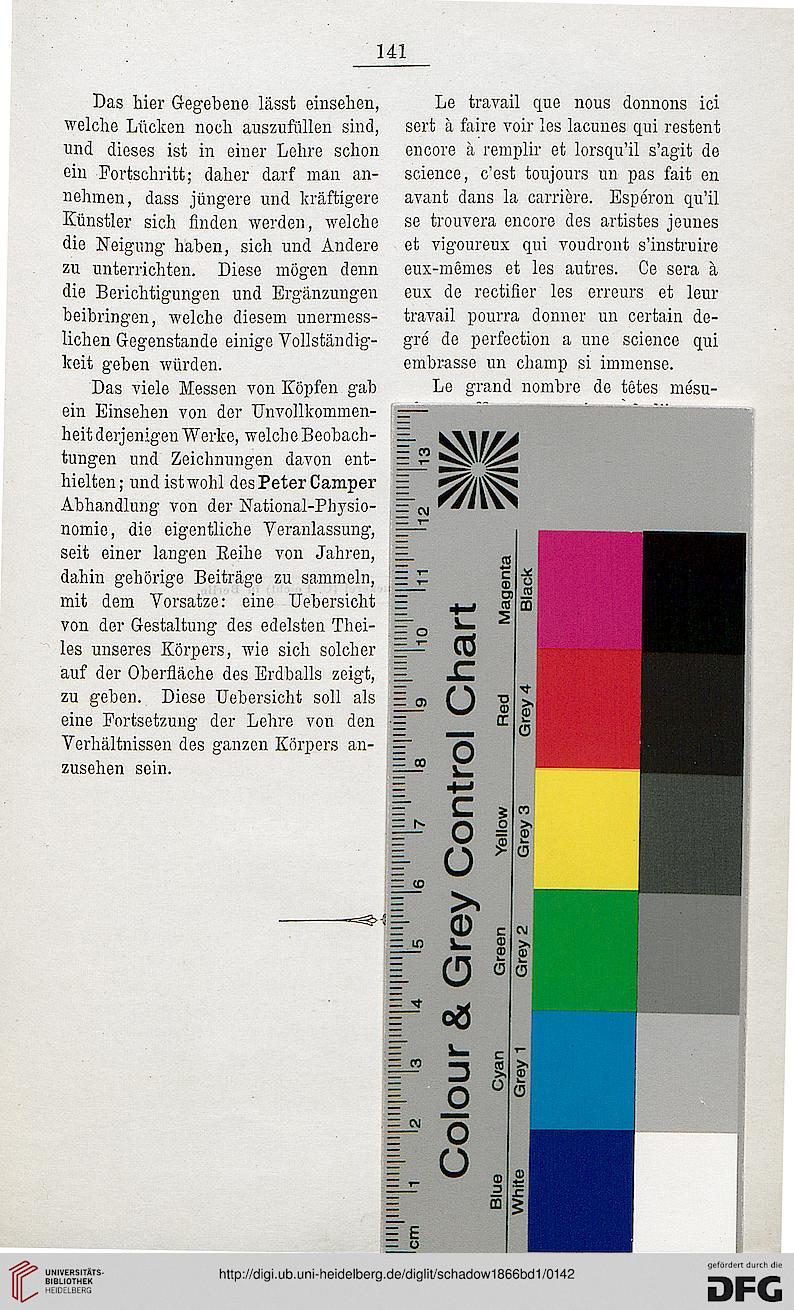 141
Das hier Gegebene lässt einsehen,
welche Lücken noch auszufüllen sind,
und dieses ist in einer Lehre schon
ein Fortschritt; daher darf man an-
nehmen, dass jüngere und kräftigere
Künstler sich finden werden, welche
die Neigung haben, sich und Andere
zu unterrichten. Diese mögen denn
die Berichtigungen und Ergänzungen
beibringen, welche diesem unermess-
lichen Gegenstande einige Vollständig-
keit geben würden.
Das viele Messen von Köpfen gab
ein Einsehen von der Unvollkommen-
heit derjenigen Werke, welche Beobach-
tungen und Zeichnungen davon ent-
hielten; und ist wohl des Peter Camper
Abhandlung von der National-Physio-
nomie, die eigentliche Veranlassung,
seit einer langen Reihe von Jahren,
dahin gehörige Beiträge zu sammeln,
mit dem Vorsatze: eine Uebersicht
von der Gestaltung des edelsten Thei-
les unseres Körpers, wie sich solcher
auf der Oberfläche des Erdballs zeigt,
zu geben. Diese Uebersicht soll als
eine Fortsetzung der Lehre von den
Verhältnissen des ganzen Körpers an-
zusehen sein.
Le travail que nous donnons ici
sert à faire voir les lacunes qui restent
encore à remplir et lorsqu'il s'agit de
science, c'est toujours un pas fait en
avant dans la carrière. Espéron qu'il
se trouvera encore des artistes jeunes
et vigoureux qui voudront s'instruire
eux-mêmes et les autres. Ce sera à
eux de rectifier les erreurs et leur
travail pourra donner un certain de-
gré de perfection a une science qui
embrasse un champ si immense.
Le grand nombre de têtes mésu-
Colour & Grey Control Chart
Blue Cyan Green Yellow Red Magenta
White Grey 1 Grey 2 Grey 3 Grey 4 Black
cm 1 2 3 4 5 6 7 8 9 10 11 12 13
UNIVERSITÄTS-
BIBLIOTHEK
HEIDELBERG
http://digi.ub.uni-heidelberg.de/diglit/schadow1866bd1/0142
gefördert durch die
DFG